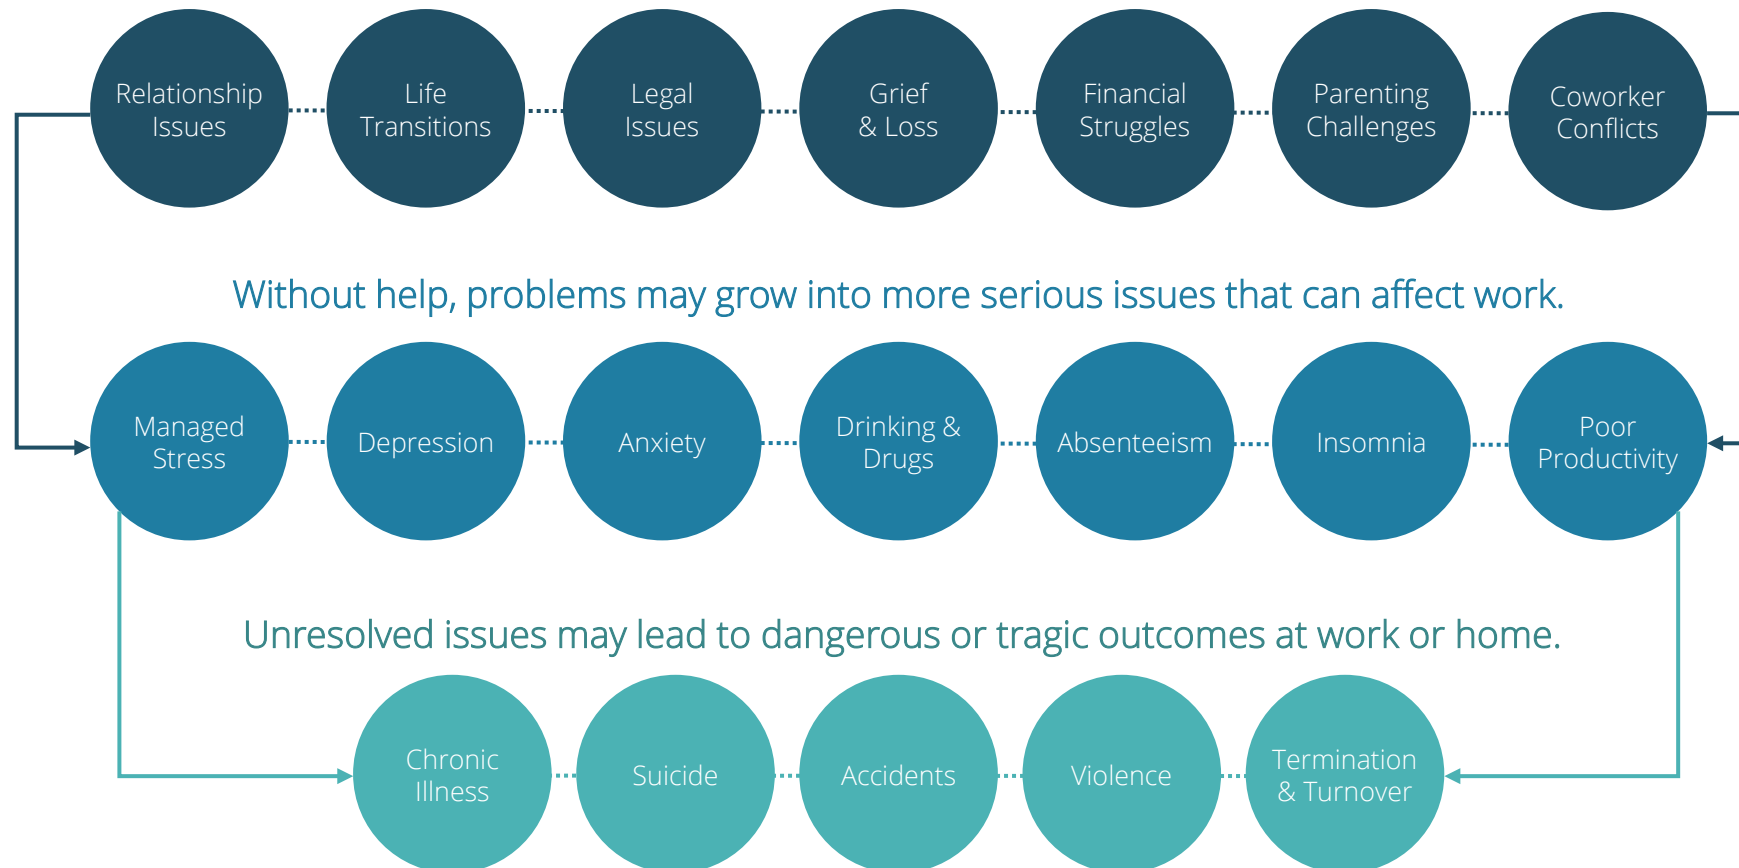 Relationship
Issues
Life
Transitions
Legal
Issues
Grief
& Loss
Financial
Struggles
Parenting
Challenges
Coworker
Conflicts
Without help, problems may grow into more serious issues that can affect work.
Managed
Stress
Depression
Anxiety
Drinking &
Drugs
Absenteeism
Insomnia
Poor
Productivity
Unresolved issues may lead to dangerous or tragic outcomes at work or home.
Chronic
Illness
Suicide
Accidents
Violence
Termination
& Turnover